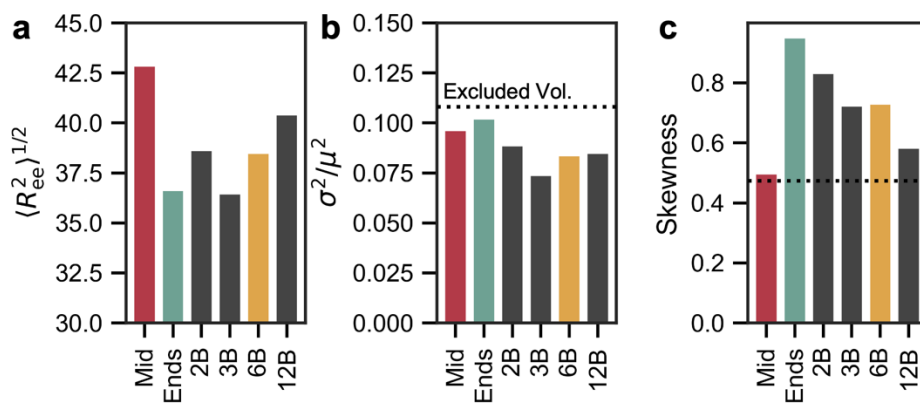 a
45.0
42.5
40.0
37.5
35.0
32.5
30.0
⟨R²ₑₑ⟩¹/²
Mid
Ends
2B
3B
6B
12B
b
0.150
0.125
0.100
0.075
0.050
0.025
0.000
σ²/μ²
Excluded Vol.
Mid
Ends
2B
3B
6B
12B
c
0.8
0.6
0.4
0.2
0.0
Skewness
Mid
Ends
2B
3B
6B
12B